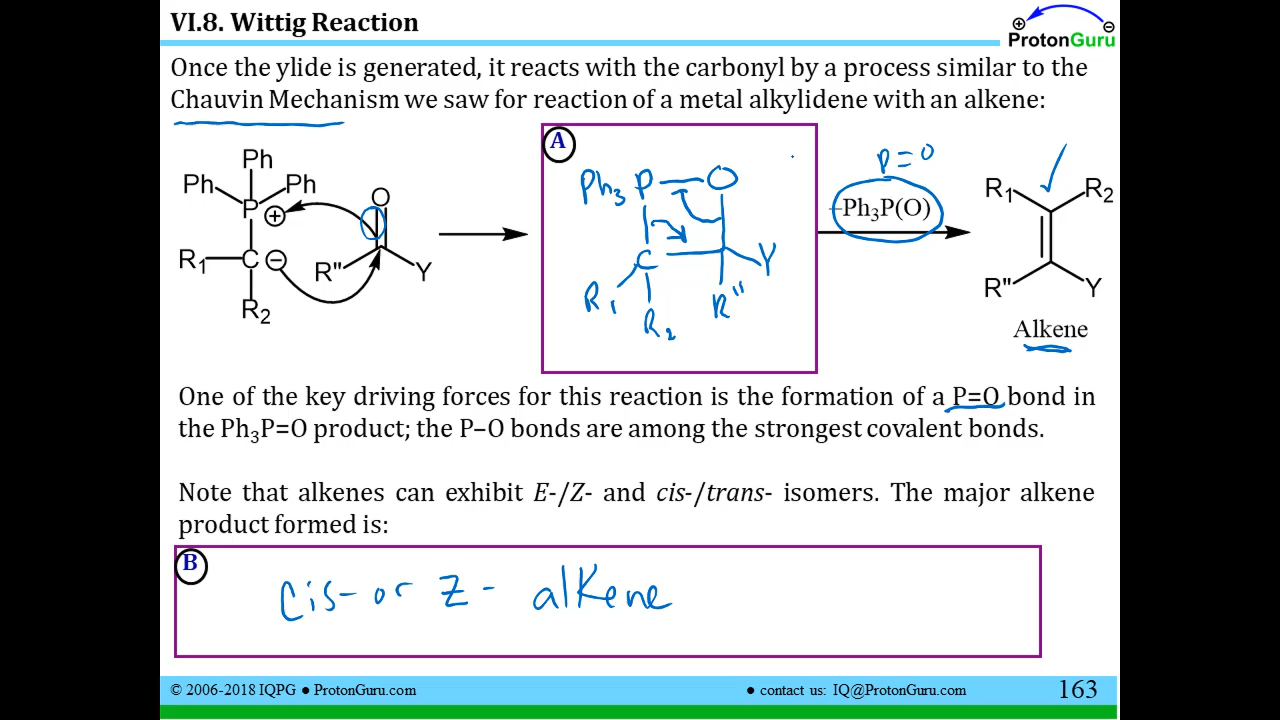 VI.8. Wittig Reaction
⊕ ⊖
ProtonGuru
Once the ylide is generated, it reacts with the carbonyl by a process similar to the
Chauvin Mechanism we saw for reaction of a metal alkylidene with an alkene:
A
Ph
Ph Ph
P ⊕
R₁ C ⊖
R₂
O
R" Y
Ph₃ P O
C Y
R₁ R"
R₂
P=O
–Ph₃P(O)
R₁ R₂
R" Y
Alkene
One of the key driving forces for this reaction is the formation of a P=O bond in
the Ph₃P=O product; the P–O bonds are among the strongest covalent bonds.
Note that alkenes can exhibit E-/Z- and cis-/trans- isomers. The major alkene
product formed is:
B
cis- or Z- alkene
© 2006-2018 IQPG ● ProtonGuru.com ● contact us: IQ@ProtonGuru.com 163